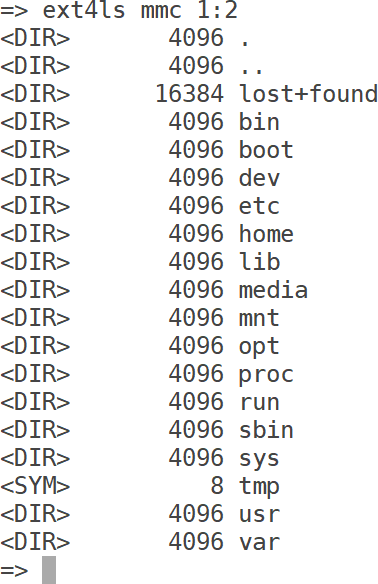 => ext4ls mmc 1:2
<DIR>       4096 .
<DIR>       4096 ..
<DIR>      16384 lost+found
<DIR>       4096 bin
<DIR>       4096 boot
<DIR>       4096 dev
<DIR>       4096 etc
<DIR>       4096 home
<DIR>       4096 lib
<DIR>       4096 media
<DIR>       4096 mnt
<DIR>       4096 opt
<DIR>       4096 proc
<DIR>       4096 run
<DIR>       4096 sbin
<DIR>       4096 sys
<SYM>          8 tmp
<DIR>       4096 usr
<DIR>       4096 var
=>